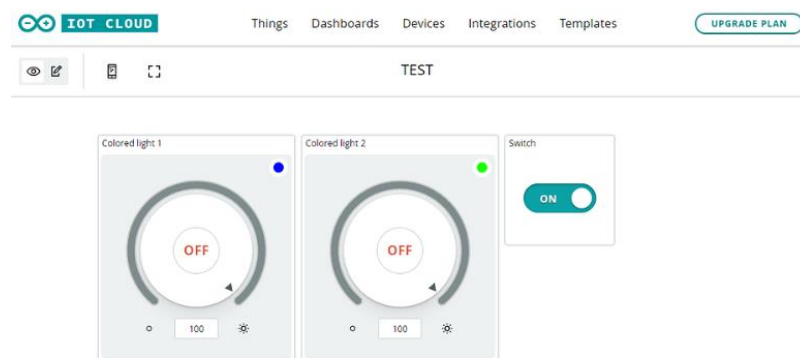 IOT CLOUD
Things Dashboards Devices Integrations Templates
UPGRADE PLAN
TEST
Colored light 1
OFF
100
Colored light 2
OFF
100
Switch
ON